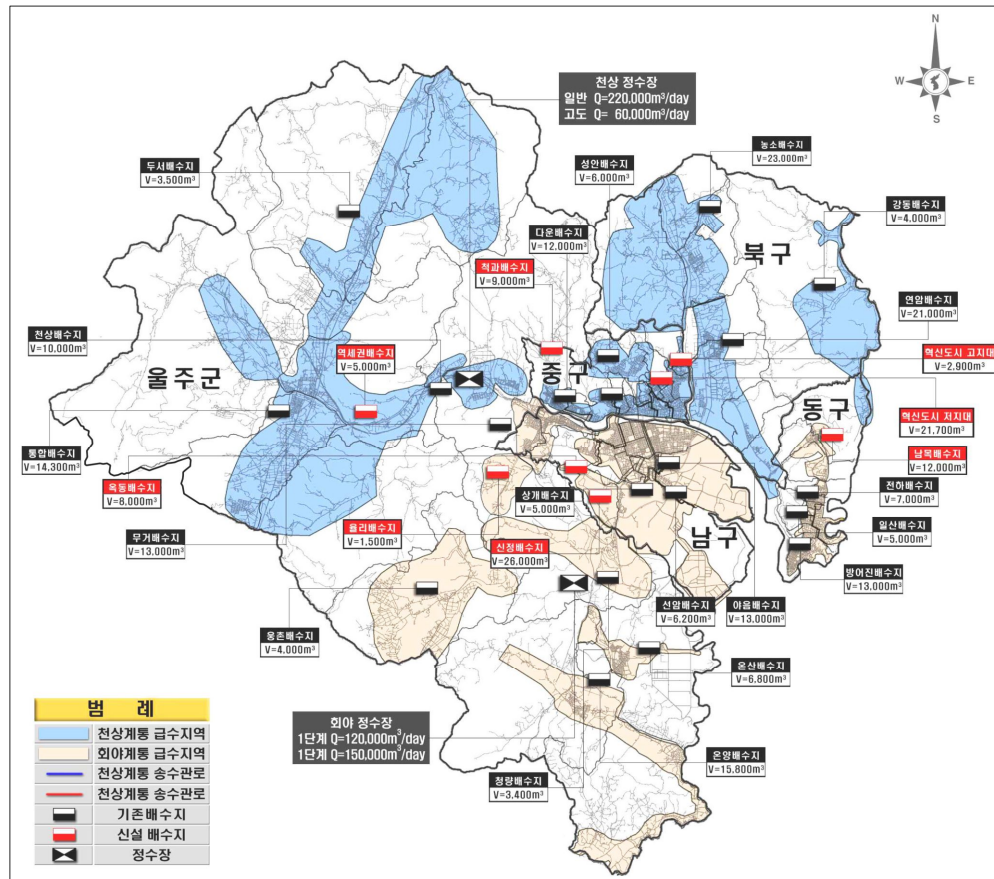 N
W
E
S
천상 정수장
일반 Q=220,000m³/day
고도 Q= 60,000m³/day
농소배수지
V=23.000m³
성안배수지
V=6.000m³
두서배수지
V=3.500m³
강동배수지
V=4.000m³
다운배수지
V=12.000m³
북구
척과배수지
V=9.000m³
연암배수지
V=21,000m³
천상배수지
V=10.000m³
역세권배수지
V=5.000m³
혁신도시 고지대
V=2.900m³
울주군
중구
동구
혁신도시 저지대
V=21,700m³
통합배수지
V=14.300m³
남목배수지
V=12,000m³
옥동배수지
V=8,000m³
상개배수지
V=5.000m³
전하배수지
V=7,000m³
무거배수지
V=13.000m³
율리배수지
V=1,500m³
신정배수지
V=26.000m³
남구
일산배수지
V=5.000m³
방어진배수지
V=13,000m³
선암배수지
V=6.200m³
야음배수지
V=13.000m³
웅촌배수지
V=4.000m³
온산배수지
V=6.800m³
회야 정수장
1단계 Q=120,000m³/day
1단계 Q=150,000m³/day
온양배수지
V=15.800m³
청량배수지
V=3,400m³
범 례
천상계통 급수지역
회야계통 급수지역
천상계통 송수관로
천상계통 송수관로
기존배수지
신설 배수지
정수장